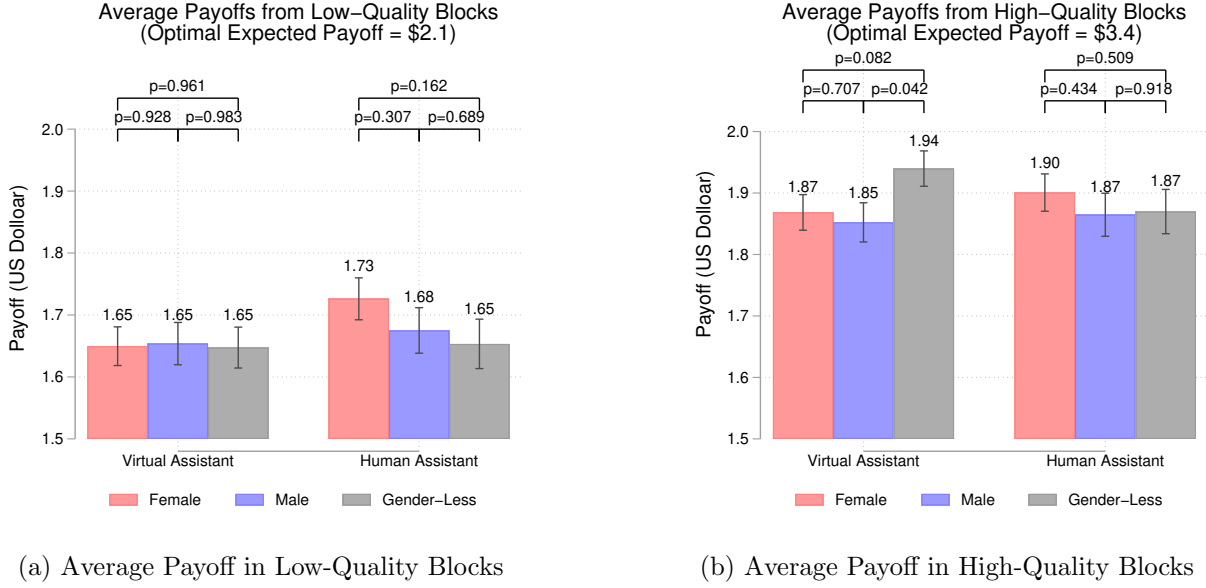 Average Payoffs from Low−Quality Blocks
(Optimal Expected Payoff = $2.1)
p=0.961
p=0.162
p=0.928
p=0.983
p=0.307
p=0.689
2.0
1.9
1.8
1.7
1.6
1.5
Payoff (US Dolloar)
1.65
1.65
1.65
1.73
1.68
1.65
Virtual Assistant
Human Assistant
Female
Male
Gender−Less
(a) Average Payoff in Low-Quality Blocks
Average Payoffs from High−Quality Blocks
(Optimal Expected Payoff = $3.4)
p=0.082
p=0.509
p=0.707
p=0.042
p=0.434
p=0.918
2.0
1.9
1.8
1.7
1.6
1.5
Payoff (US Dolloar)
1.87
1.85
1.94
1.90
1.87
1.87
Virtual Assistant
Human Assistant
Female
Male
Gender−Less
(b) Average Payoff in High-Quality Blocks